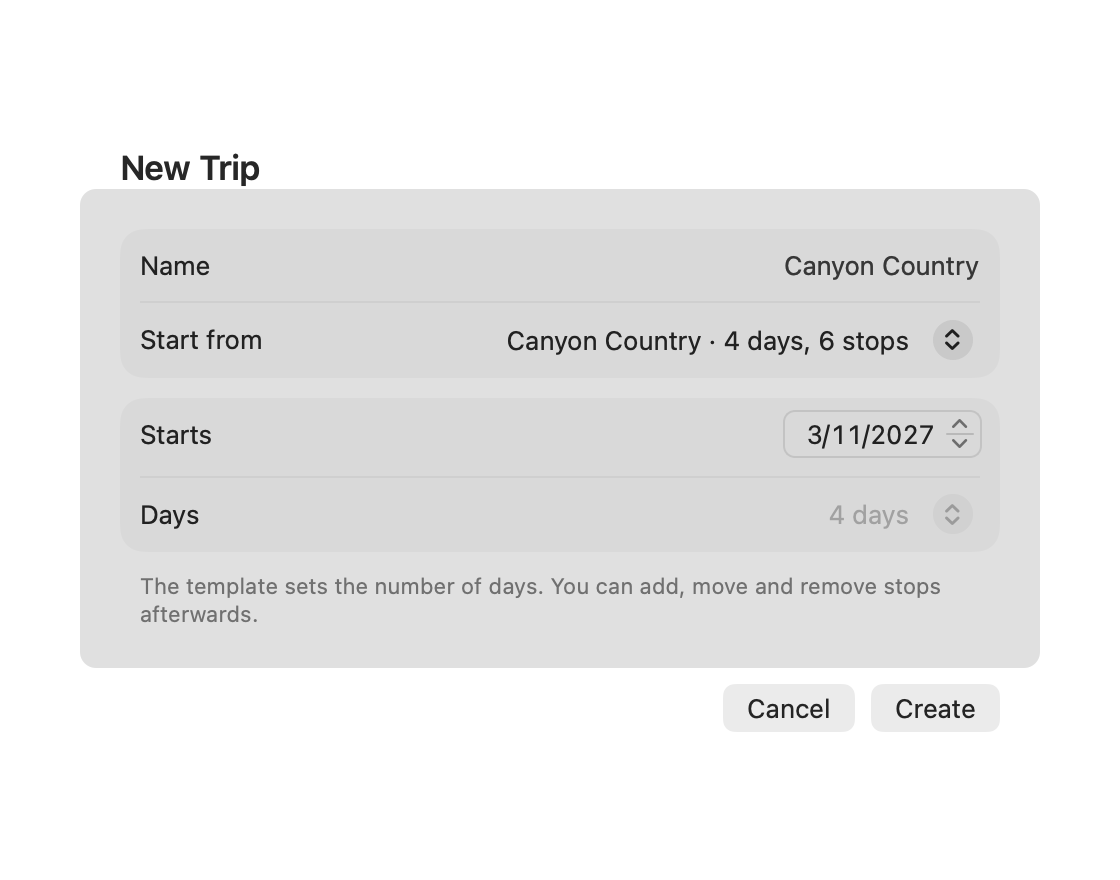 New Trip
Name
Canyon Country
Start from
Canyon Country · 4 days, 6 stops
Starts
3/11/2027
Days
4 days
The template sets the number of days. You can add, move and remove stops
afterwards.
Cancel
Create